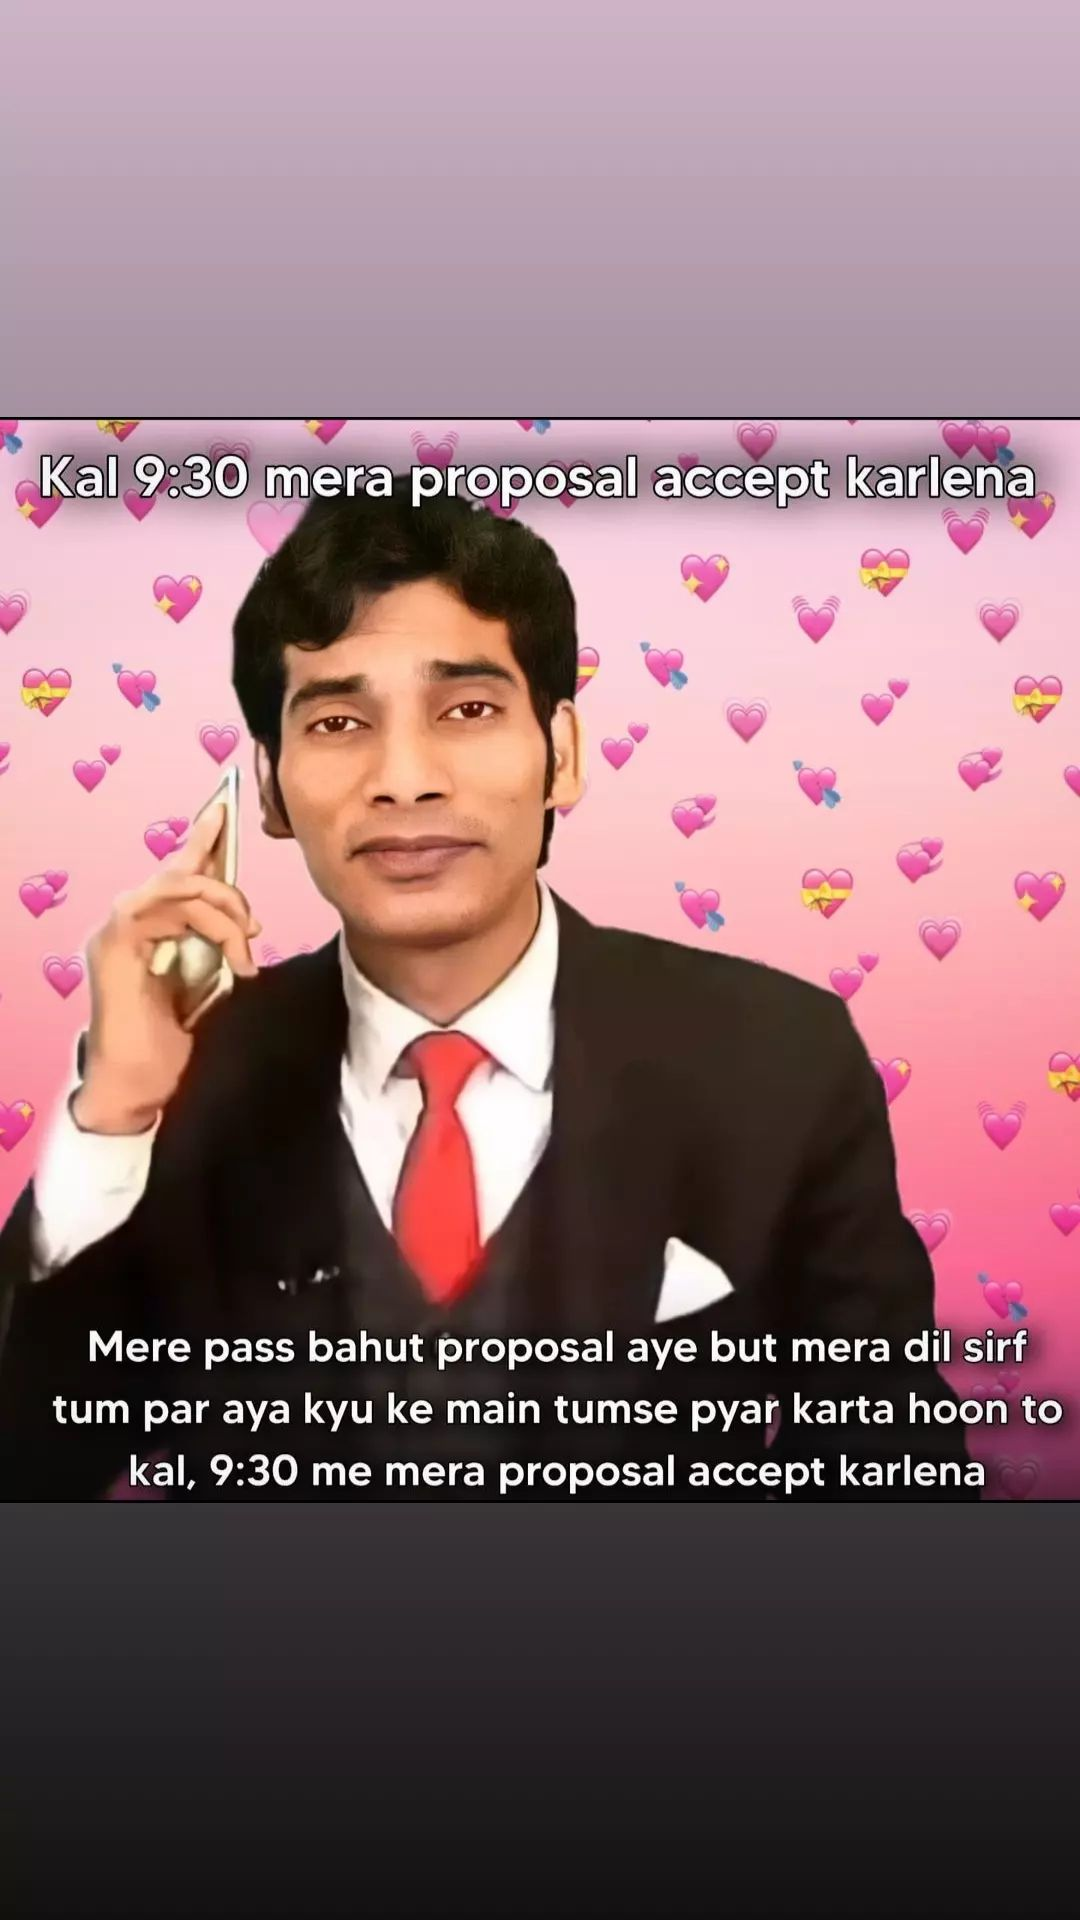 Kal 9:30 mera proposal accept karlena
Mere pass bahut proposal aye but mera dil sirf
tum par aya kyu ke main tumse pyar karta hoon to
kal, 9:30 me mera proposal accept karlena